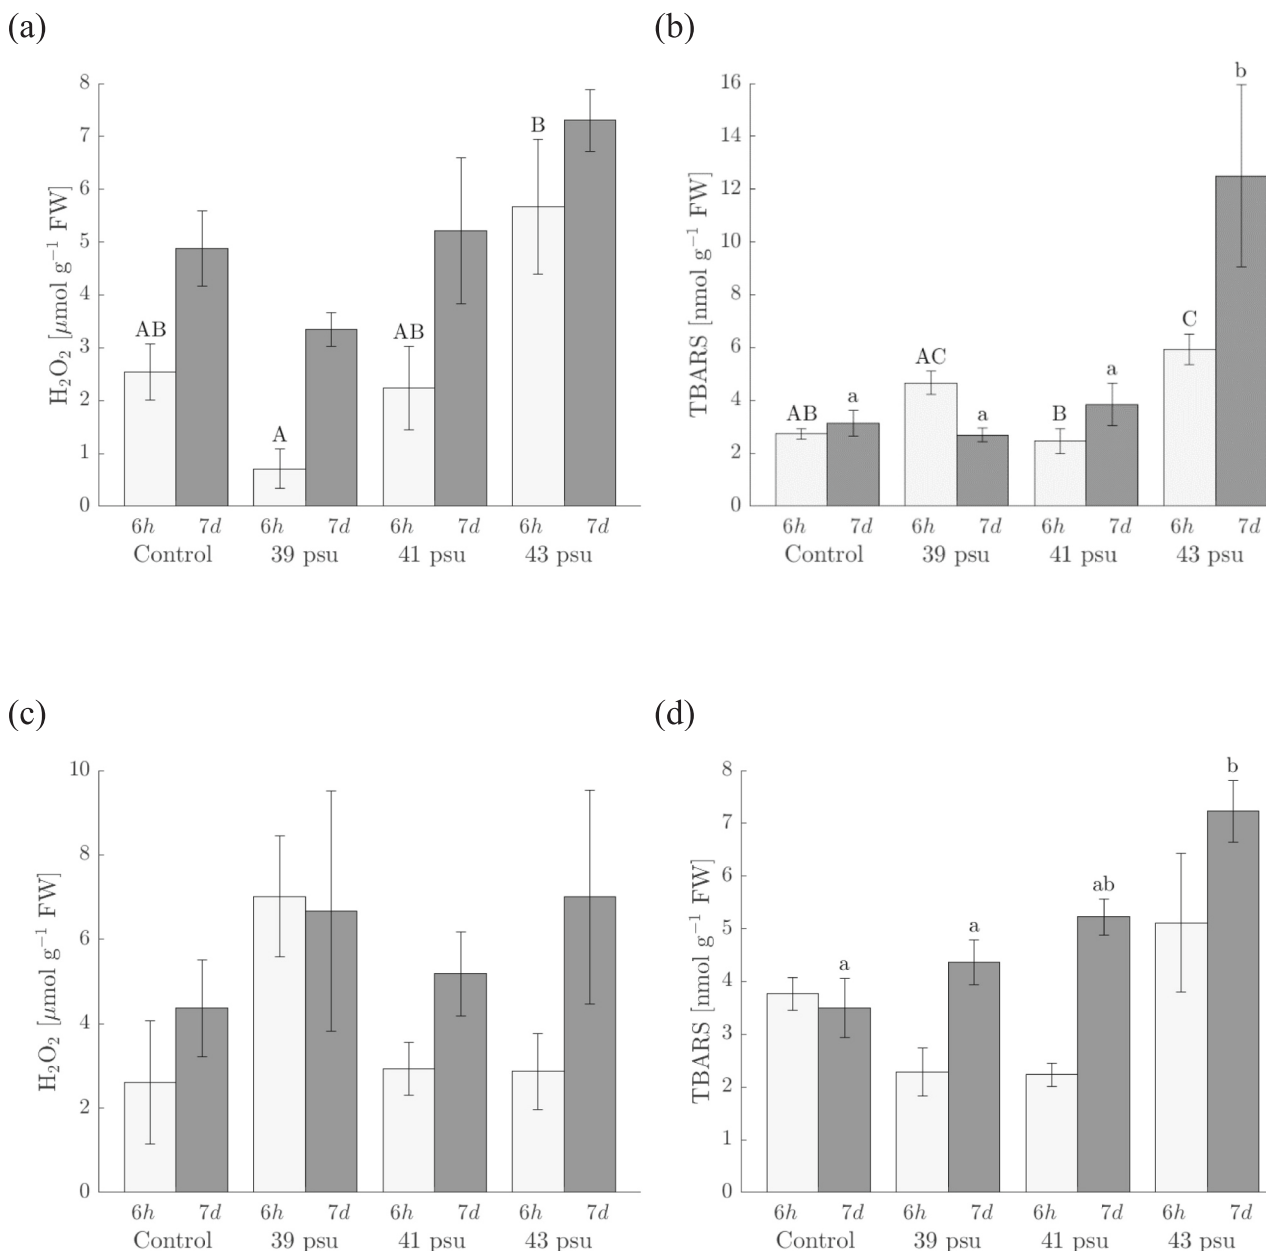 (a)
H₂O₂ [μmol g⁻¹ FW]
8
7
6
5
4
3
2
1
0
AB
A
AB
B
6h 7d 6h 7d 6h 7d 6h 7d
Control 39 psu 41 psu 43 psu
(b)
TBARS [nmol g⁻¹ FW]
16
14
12
10
8
6
4
2
0
AB
a
AC
a
B
a
C
b
6h 7d 6h 7d 6h 7d 6h 7d
Control 39 psu 41 psu 43 psu
(c)
H₂O₂ [μmol g⁻¹ FW]
10
8
6
4
2
0
6h 7d 6h 7d 6h 7d 6h 7d
Control 39 psu 41 psu 43 psu
(d)
TBARS [nmol g⁻¹ FW]
8
7
6
5
4
3
2
1
0
a
a
ab
b
6h 7d 6h 7d 6h 7d 6h 7d
Control 39 psu 41 psu 43 psu